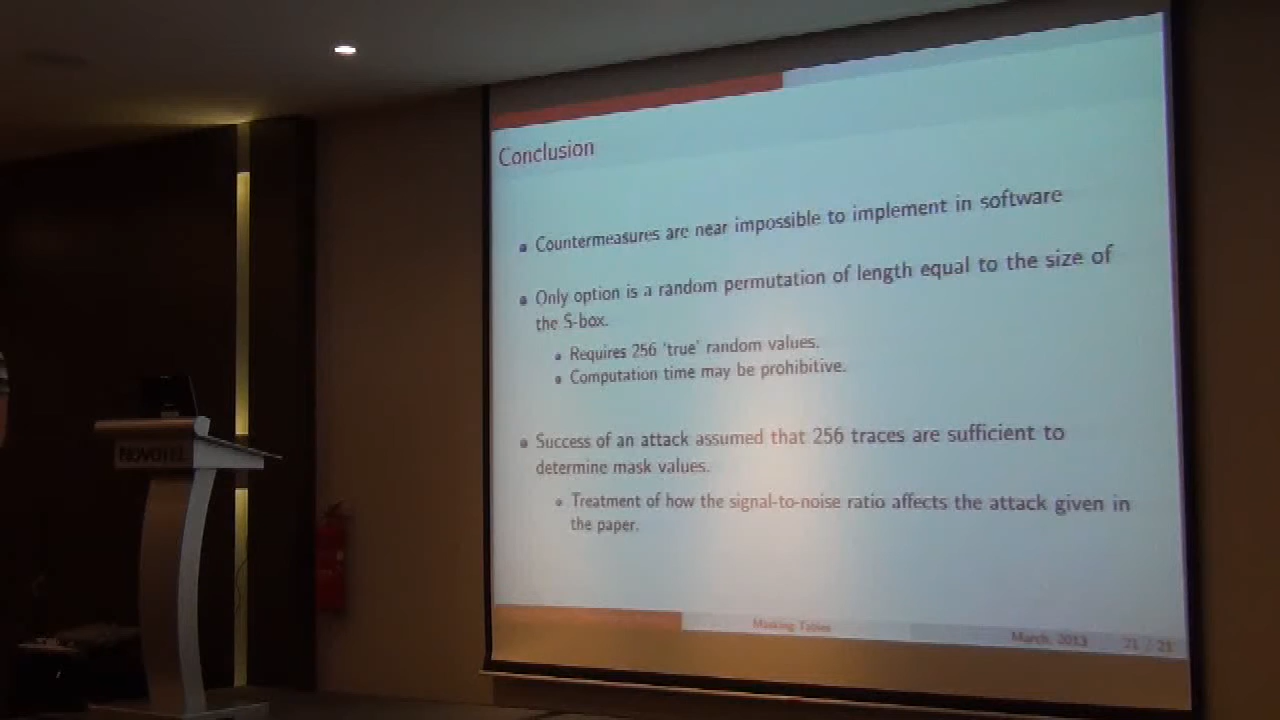 Conclusion
Countermeasures are near impossible to implement in software
Only option is a random permutation of length equal to the size of
the S-box.
Requires 256 'true' random values.
Computation time may be prohibitive.
Success of an attack assumed that 256 traces are sufficient to
determine mask values.
Treatment of how the signal-to-noise ratio affects the attack given in
the paper.
Masking Tables
March, 2013
21 / 21
NOVOTEL